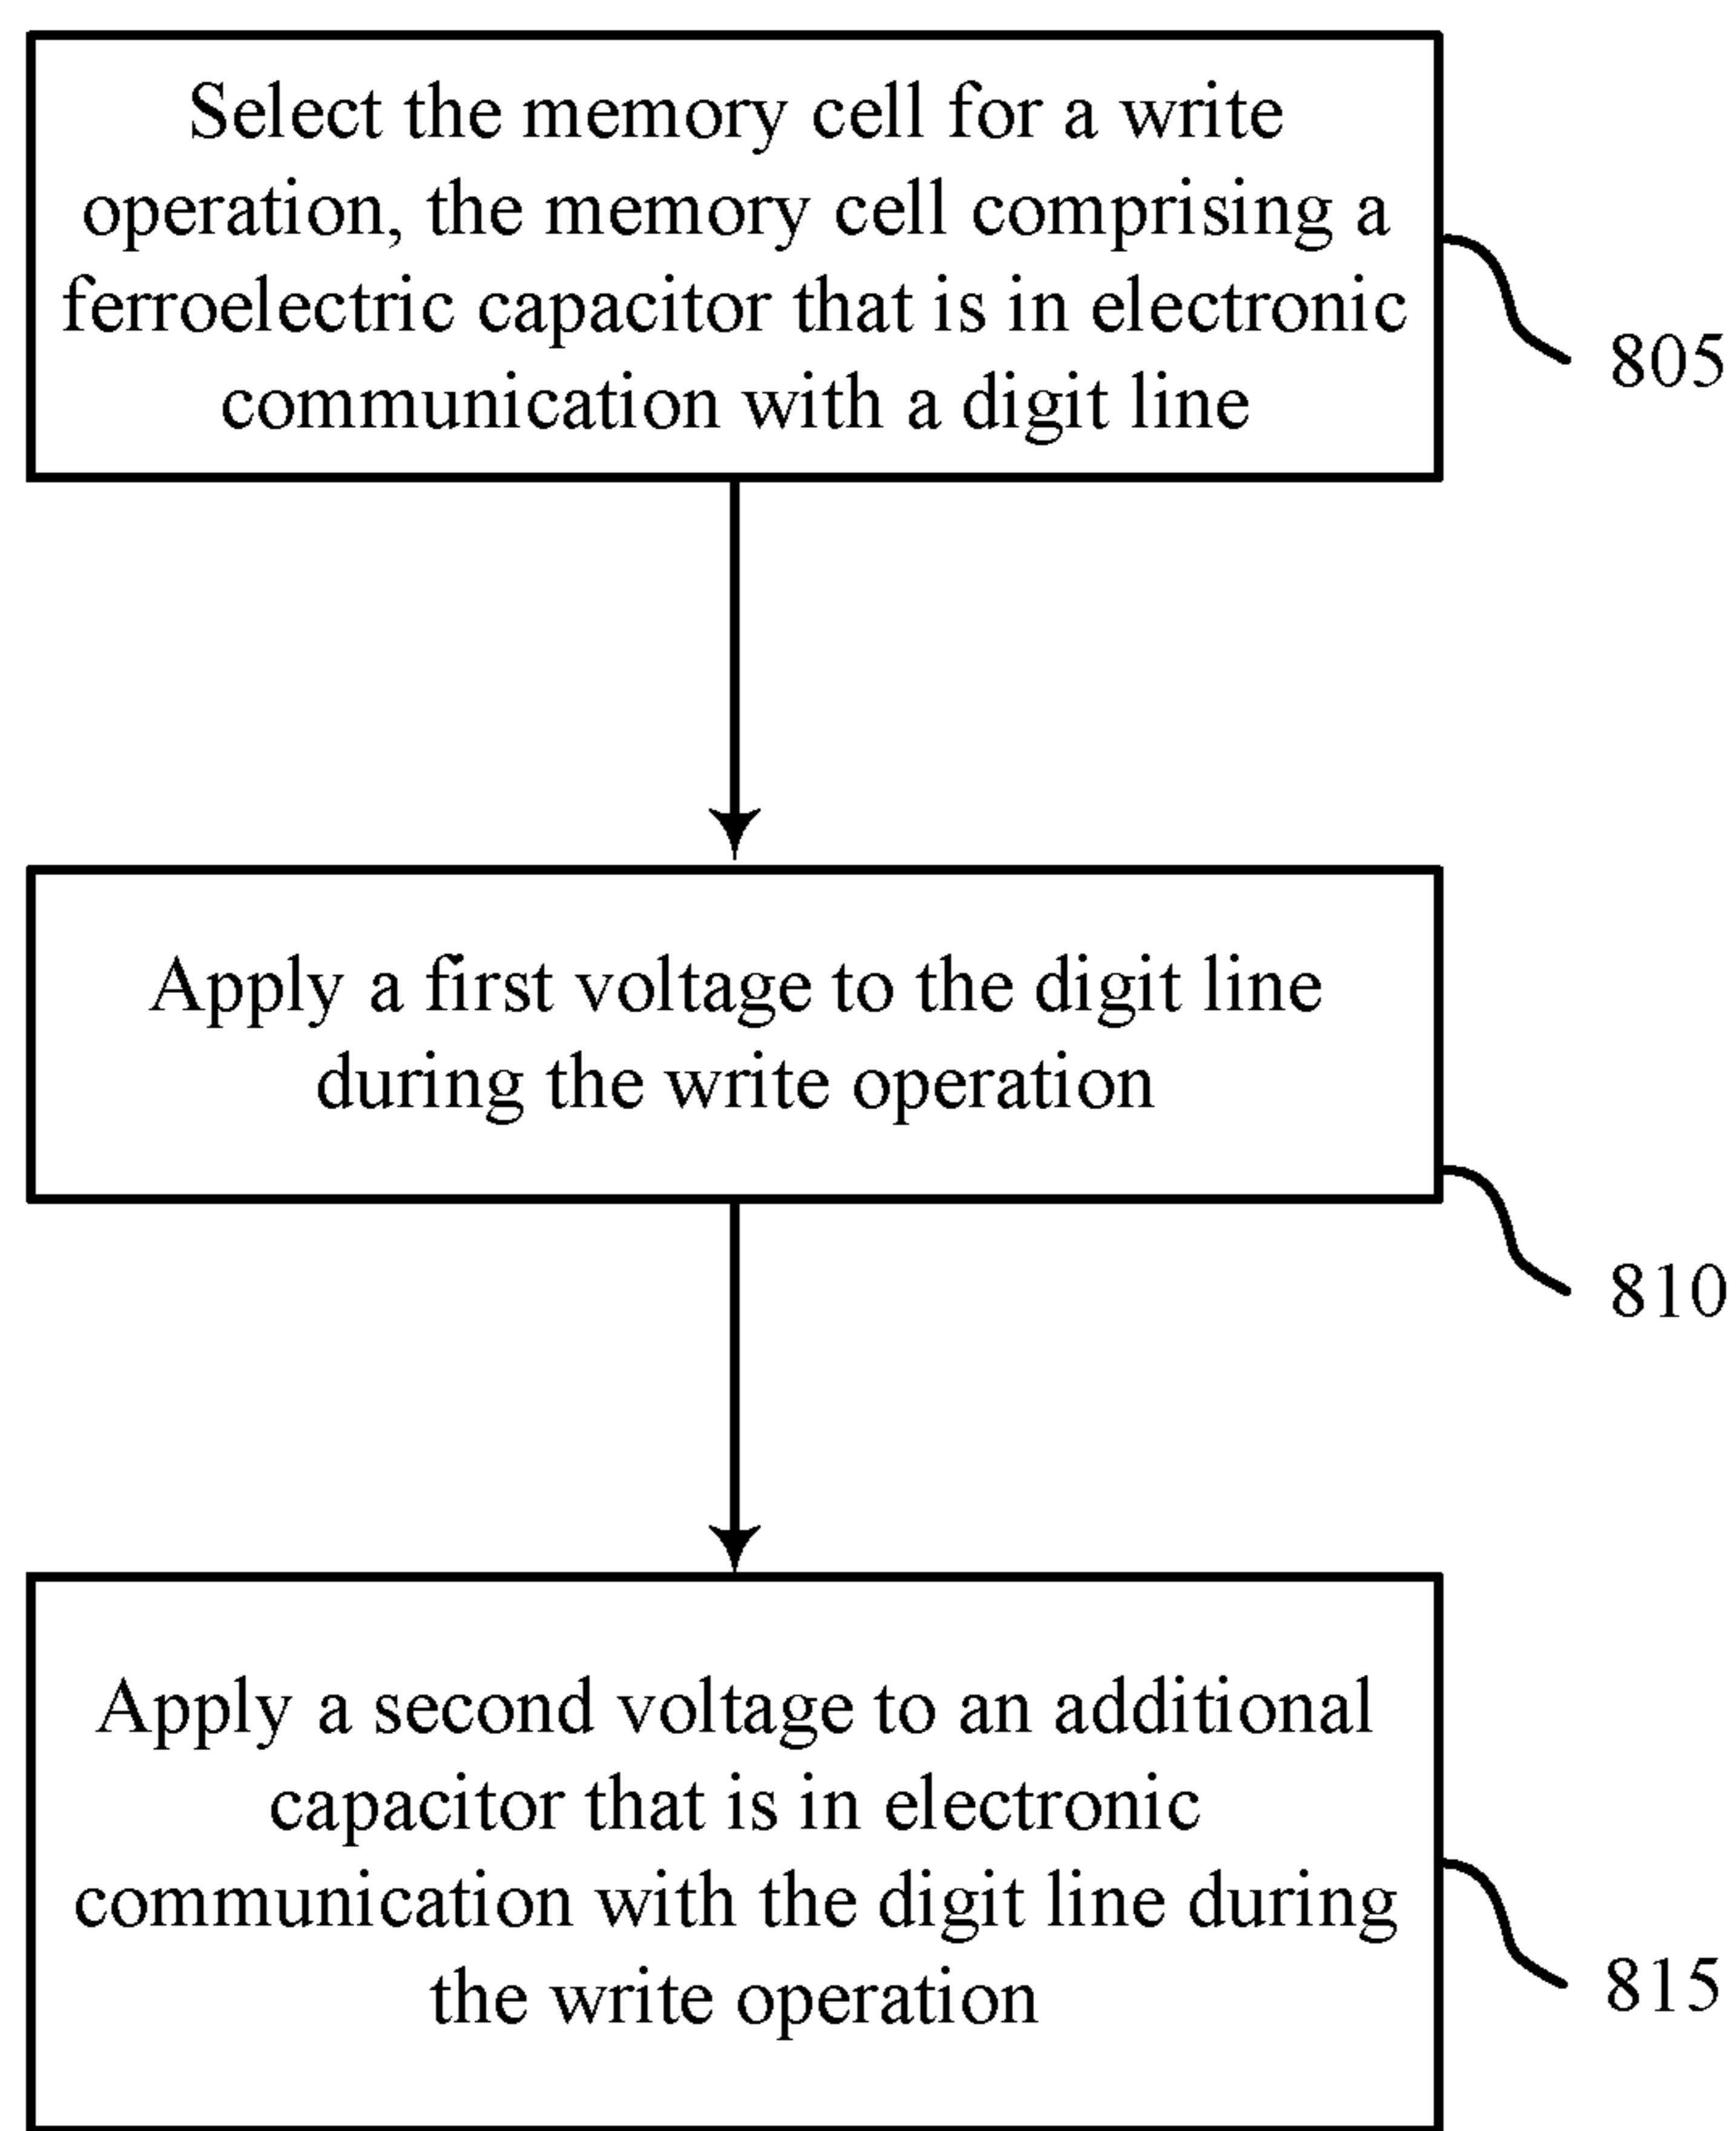 Select the memory cell for a write
operation, the memory cell comprising a
ferroelectric capacitor that is in electronic
communication with a digit line
805
Apply a first voltage to the digit line
during the write operation
810
Apply a second voltage to an additional
capacitor that is in electronic
communication with the digit line during
the write operation
815